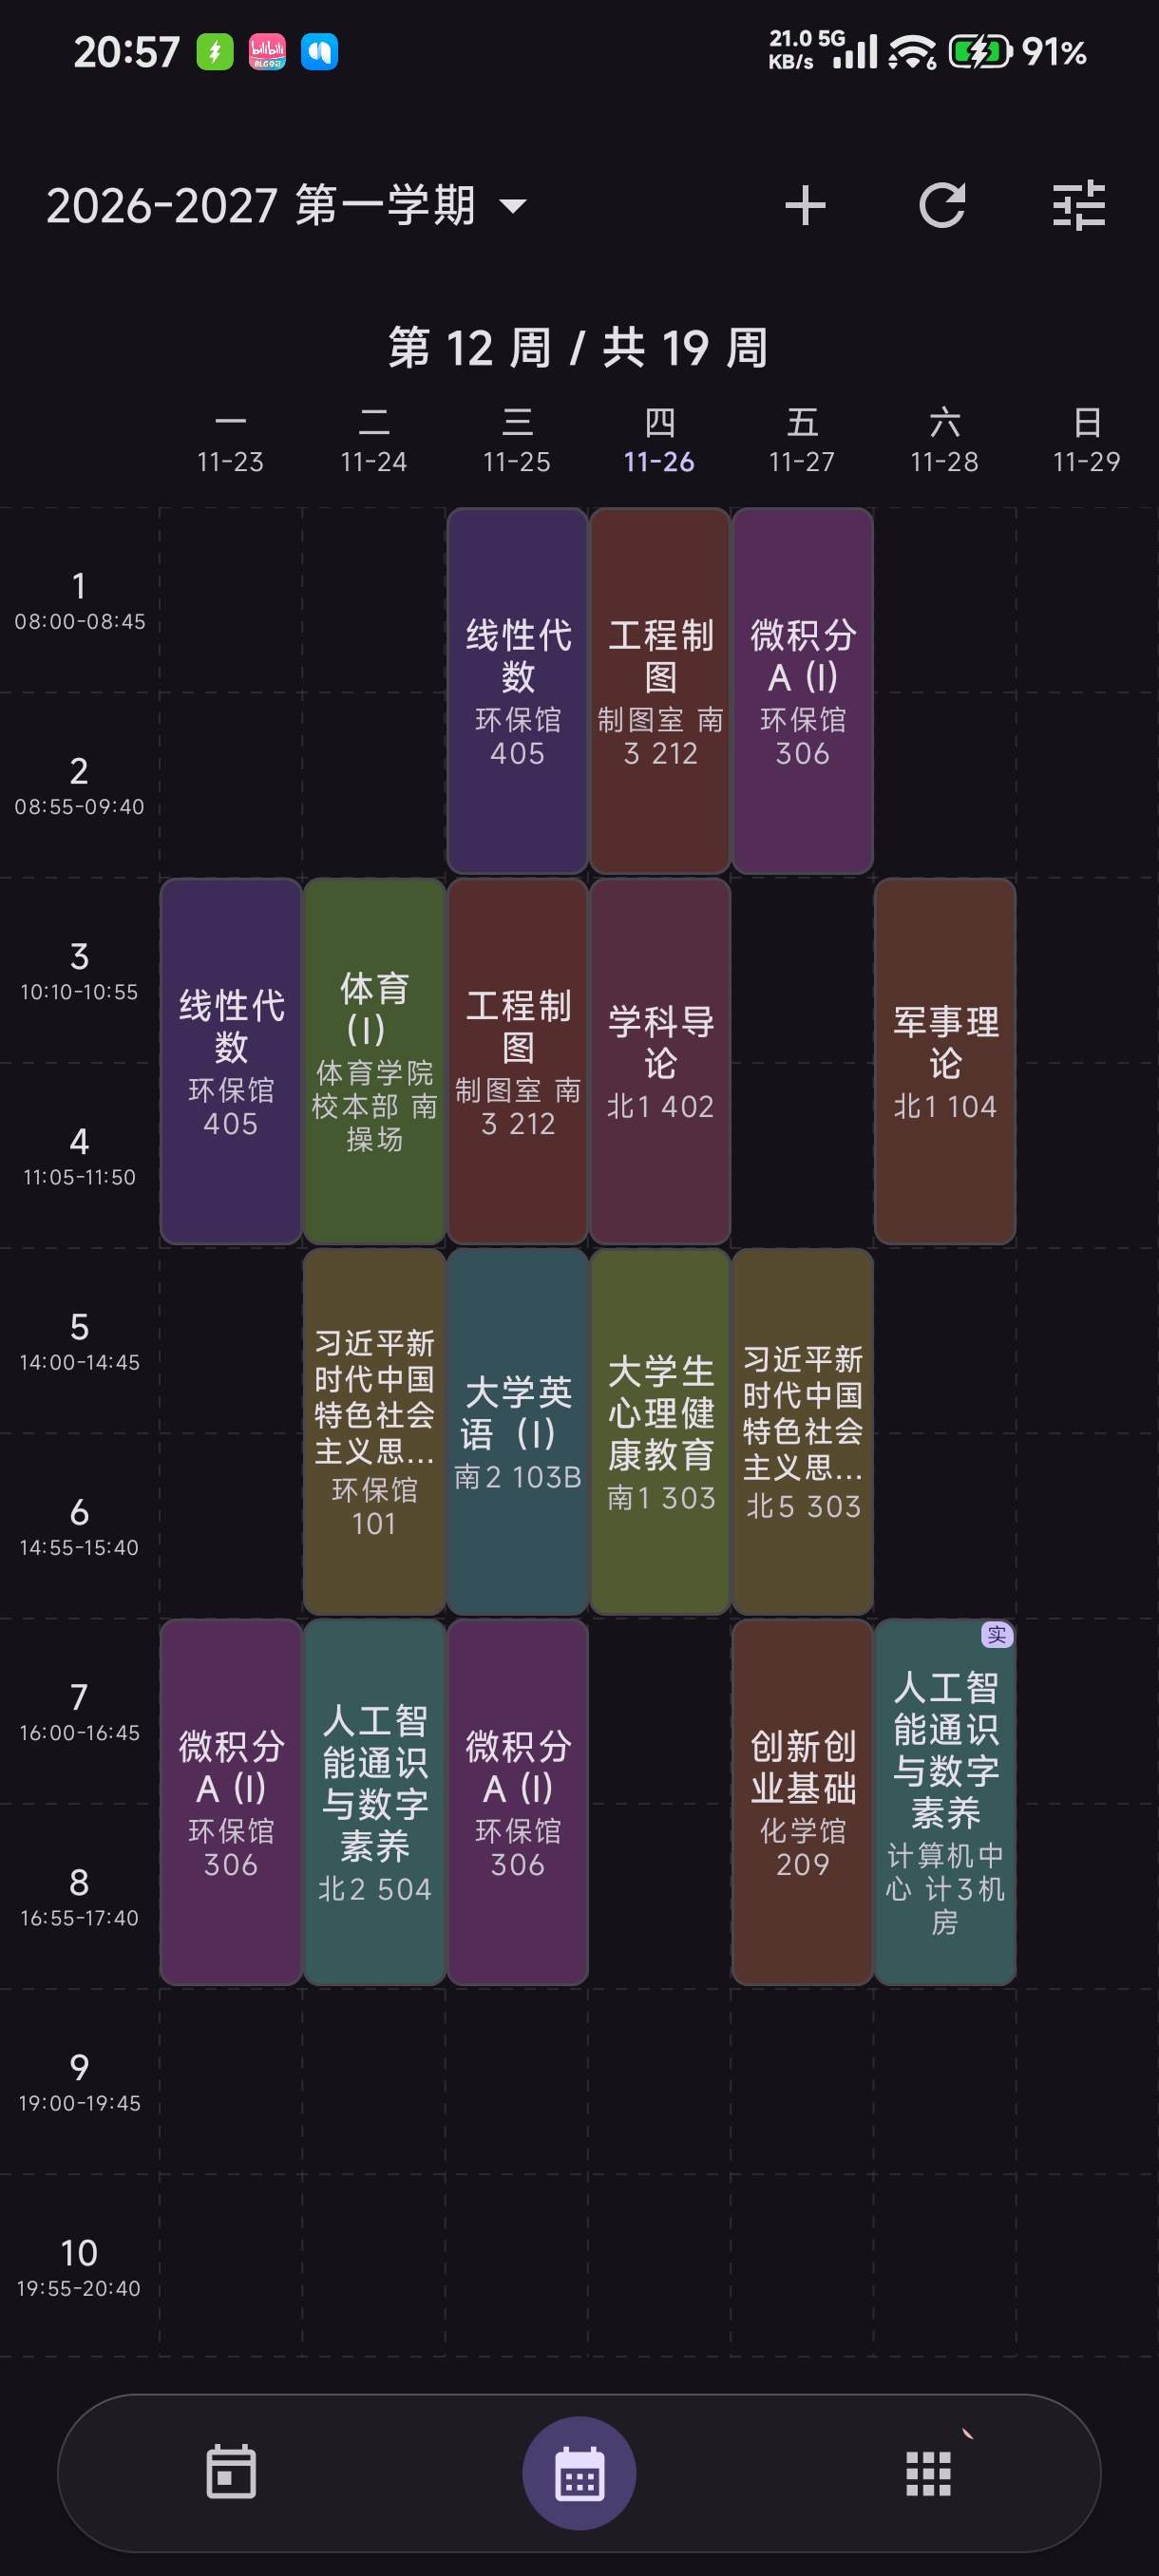 20:57
21.0 5G
KB/s
6
91%
bilibili
2026-2027 第一学期
第 12 周 / 共 19 周
一 二 三 四 五 六 日
11-23 11-24 11-25 11-26 11-27 11-28 11-29
1
08:00-08:45
2
08:55-09:40
线性代
数
环保馆
405
工程制
图
制图室 南
3 212
微积分
A (I)
环保馆
306
3
10:10-10:55
4
11:05-11:50
线性代
数
环保馆
405
体育
(I)
体育学院
校本部 南
操场
工程制
图
制图室 南
3 212
学科导
论
北1 402
军事理
论
北1 104
5
14:00-14:45
6
14:55-15:40
习近平新
时代中国
特色社会
主义思...
环保馆
101
大学英
语（I）
南2 103B
大学生
心理健
康教育
南1 303
习近平新
时代中国
特色社会
主义思...
北5 303
7
16:00-16:45
8
16:55-17:40
微积分
A (I)
环保馆
306
人工智
能通识
与数字
素养
北2 504
微积分
A (I)
环保馆
306
创新创
业基础
化学馆
209
实
人工智
能通识
与数字
素养
计算机中
心 计3机
房
9
19:00-19:45
10
19:55-20:40